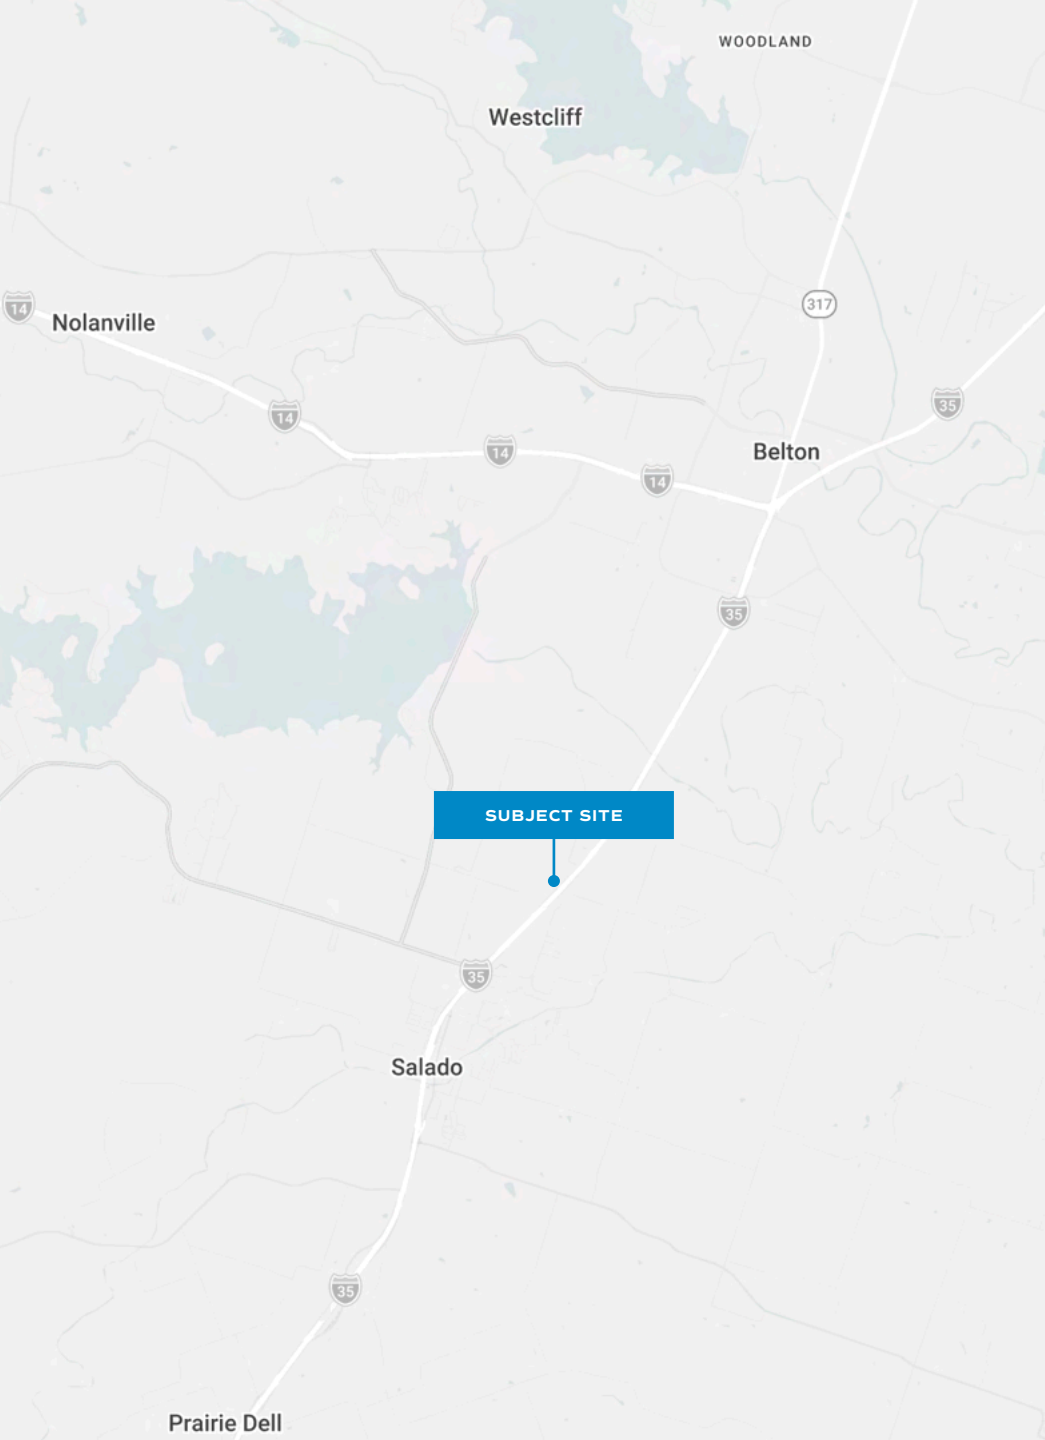 WOODLAND
Westcliff
14
317
Nolanville
35
14
14
Belton
14
35
SUBJECT SITE
35
Salado
35
Prairie Dell